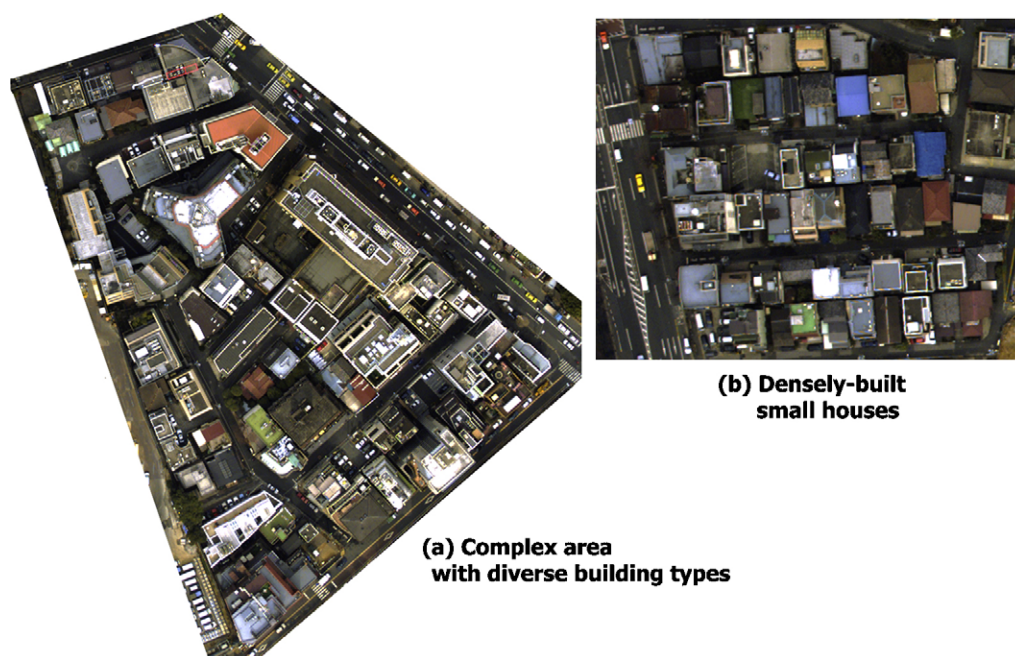 (b) Densely-built
small houses
(a) Complex area
with diverse building types